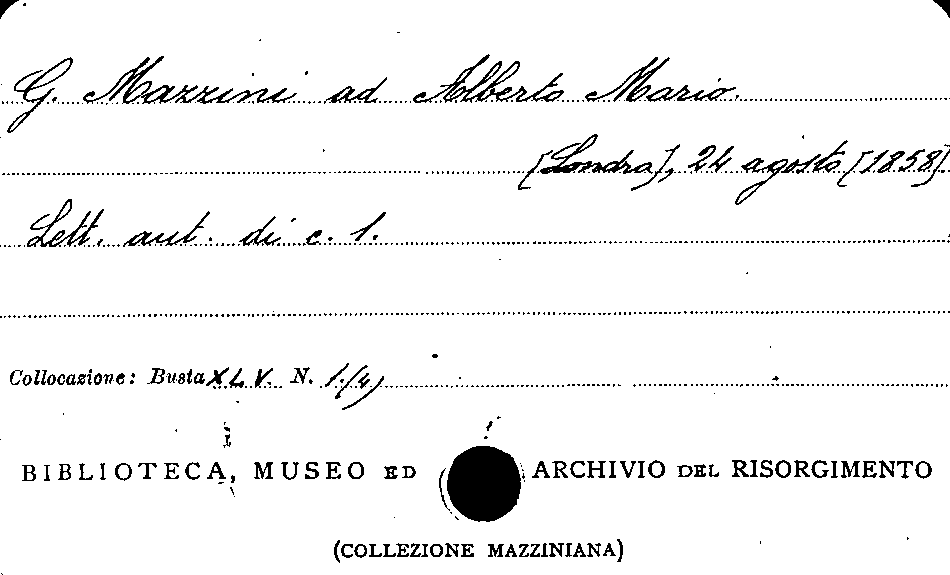 G. Mazzini ad Alberto Mario.
[Londra], 24 agosto [1858]
Lett. aut. di c. 1.
Collocazione: Busta XLV. N. 1.(4)
BIBLIOTECA, MUSEO ED ARCHIVIO DEL RISORGIMENTO
(COLLEZIONE MAZZINIANA)